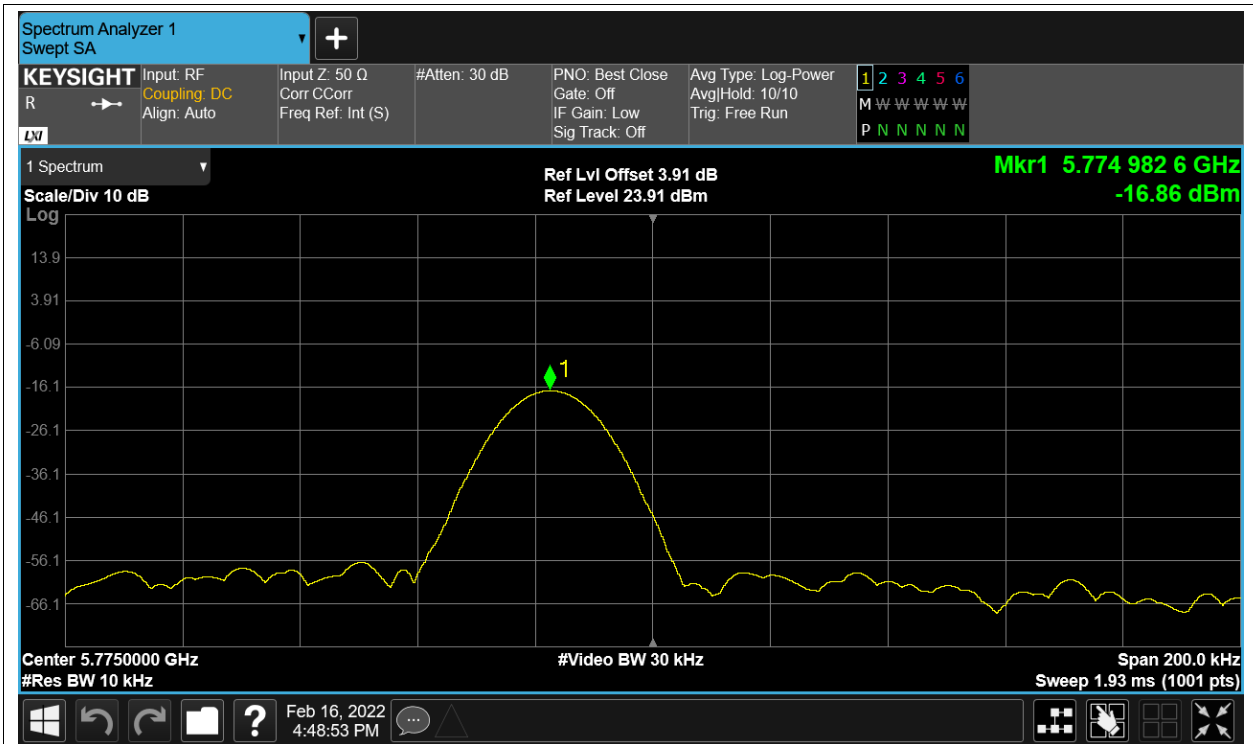 Spectrum Analyzer 1
Swept SA
KEYSIGHT
R
LXI
Input: RF
Coupling: DC
Align: Auto
Input Z: 50 Ω
Corr CCorr
Freq Ref: Int (S)
#Atten: 30 dB
PNO: Best Close
Gate: Off
IF Gain: Low
Sig Track: Off
Avg Type: Log-Power
Avg|Hold: 10/10
Trig: Free Run
1 2 3 4 5 6
M W W W W W W
P N N N N N
1 Spectrum
Scale/Div 10 dB
Log
Ref Lvl Offset 3.91 dB
Ref Level 23.91 dBm
Mkr1 5.774 982 6 GHz
-16.86 dBm
13.9
3.91
-6.09
-16.1
-26.1
-36.1
-46.1
-56.1
-66.1
1
Center 5.7750000 GHz
#Res BW 10 kHz
#Video BW 30 kHz
Span 200.0 kHz
Sweep 1.93 ms (1001 pts)
?
Feb 16, 2022
4:48:53 PM